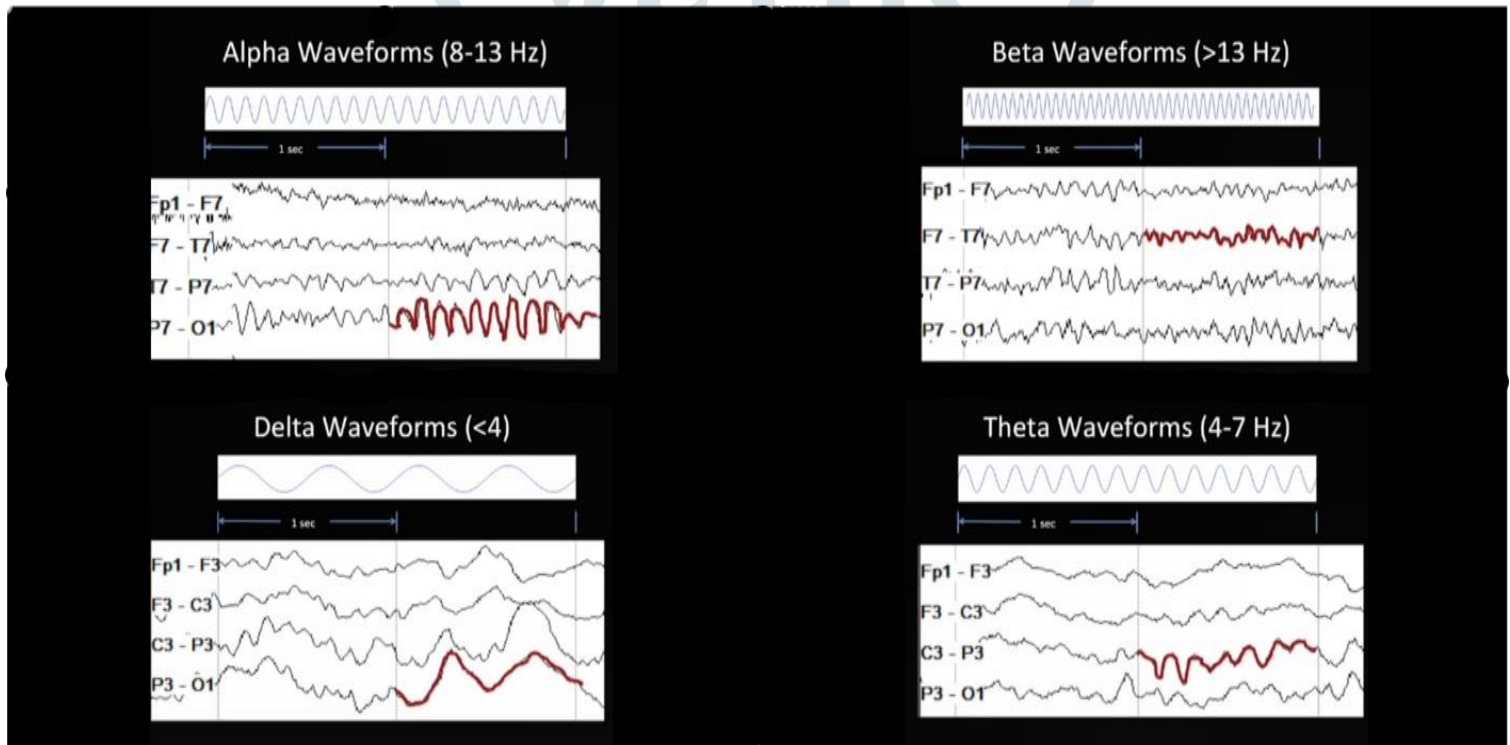 Alpha Waveforms (8-13 Hz)
1 sec
Fp1 - F7
F7 - T7
T7 - P7
P7 - O1
Beta Waveforms (>13 Hz)
1 sec
Fp1 - F7
F7 - T7
T7 - P7
P7 - O1
Delta Waveforms (<4)
1 sec
Fp1 - F3
F3 - C3
C3 - P3
P3 - O1
Theta Waveforms (4-7 Hz)
1 sec
Fp1 - F3
F3 - C3
C3 - P3
P3 - O1